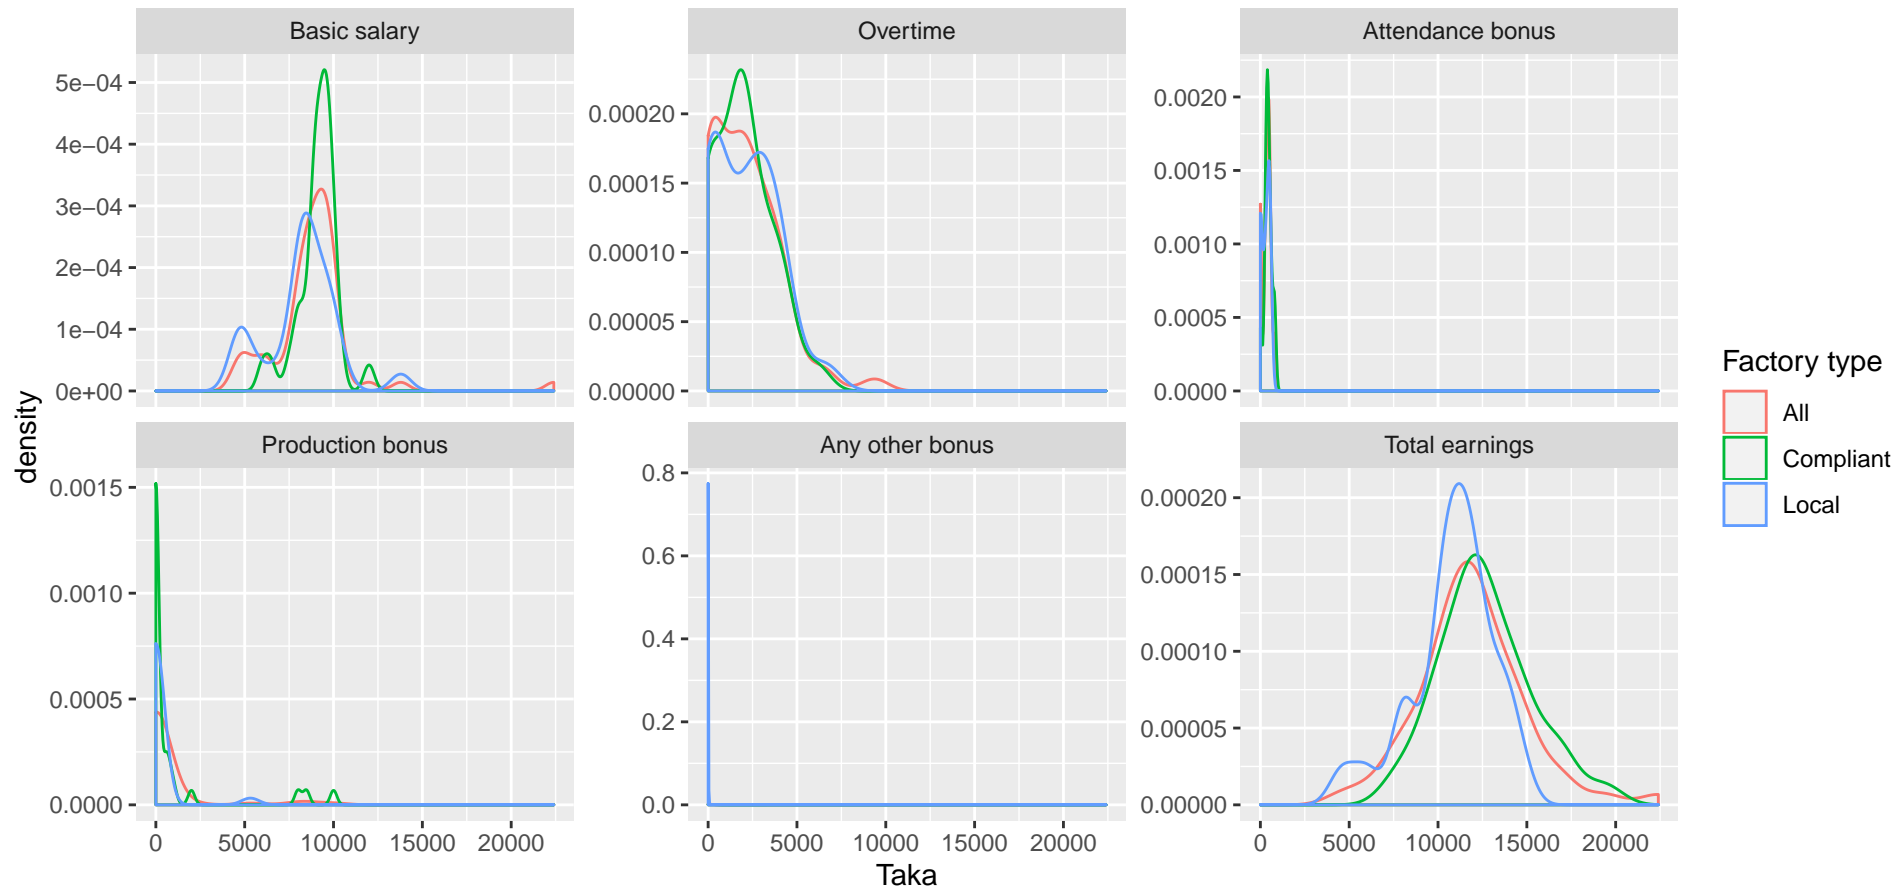 Basic salary
Overtime
Attendance bonus
5e−04
4e−04
3e−04
2e−04
1e−04
0e+00
0.00020
0.00015
0.00010
0.00005
0.00000
0.0020
0.0015
0.0010
0.0005
0.0000
Production bonus
Any other bonus
Total earnings
0.0015
0.0010
0.0005
0.0000
0.8
0.6
0.4
0.2
0.0
0.00020
0.00015
0.00010
0.00005
0.00000
0 5000 10000 15000 20000
0 5000 10000 15000 20000
0 5000 10000 15000 20000
density
Taka
Factory type
All
Compliant
Local